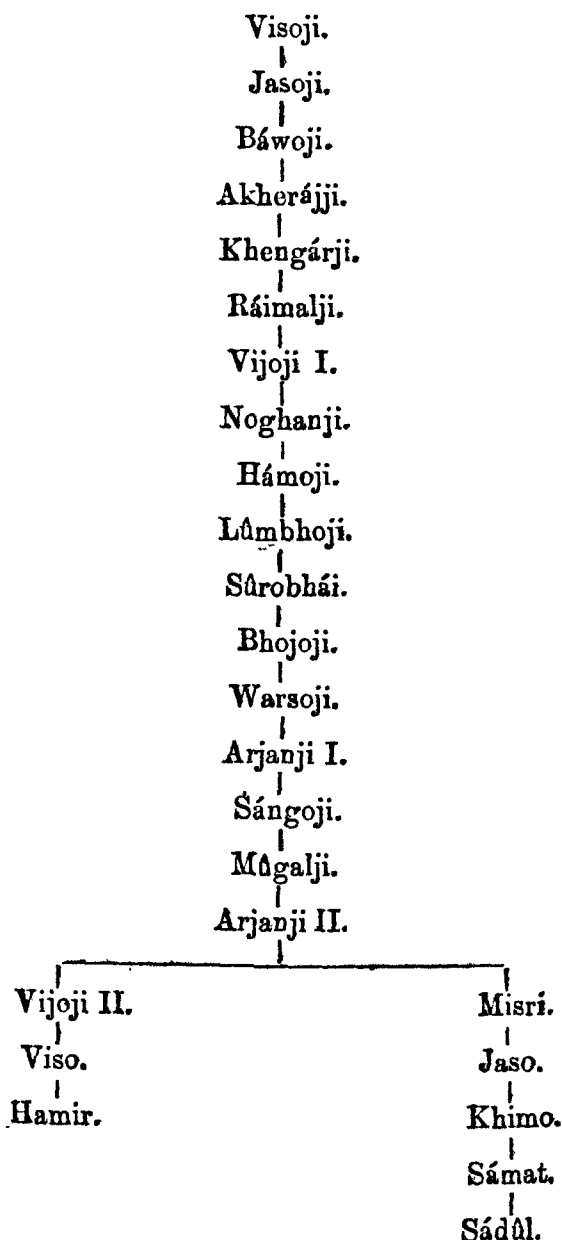 Visoji.
Jasoji.
Báwoji.
Akherájji.
Khengárji.
Ráimalji.
Vijoji I.
Noghanji.
Hámoji.
Lûmbhoji.
Sûrobhái.
Bhojoji.
Warsoji.
Arjanji I.
Sángoji.
Mûgalji.
Arjanji II.
Vijoji II. Misrí.
Viso. Jaso.
Hamir. Khimo.
Sámat.
Sádûl.